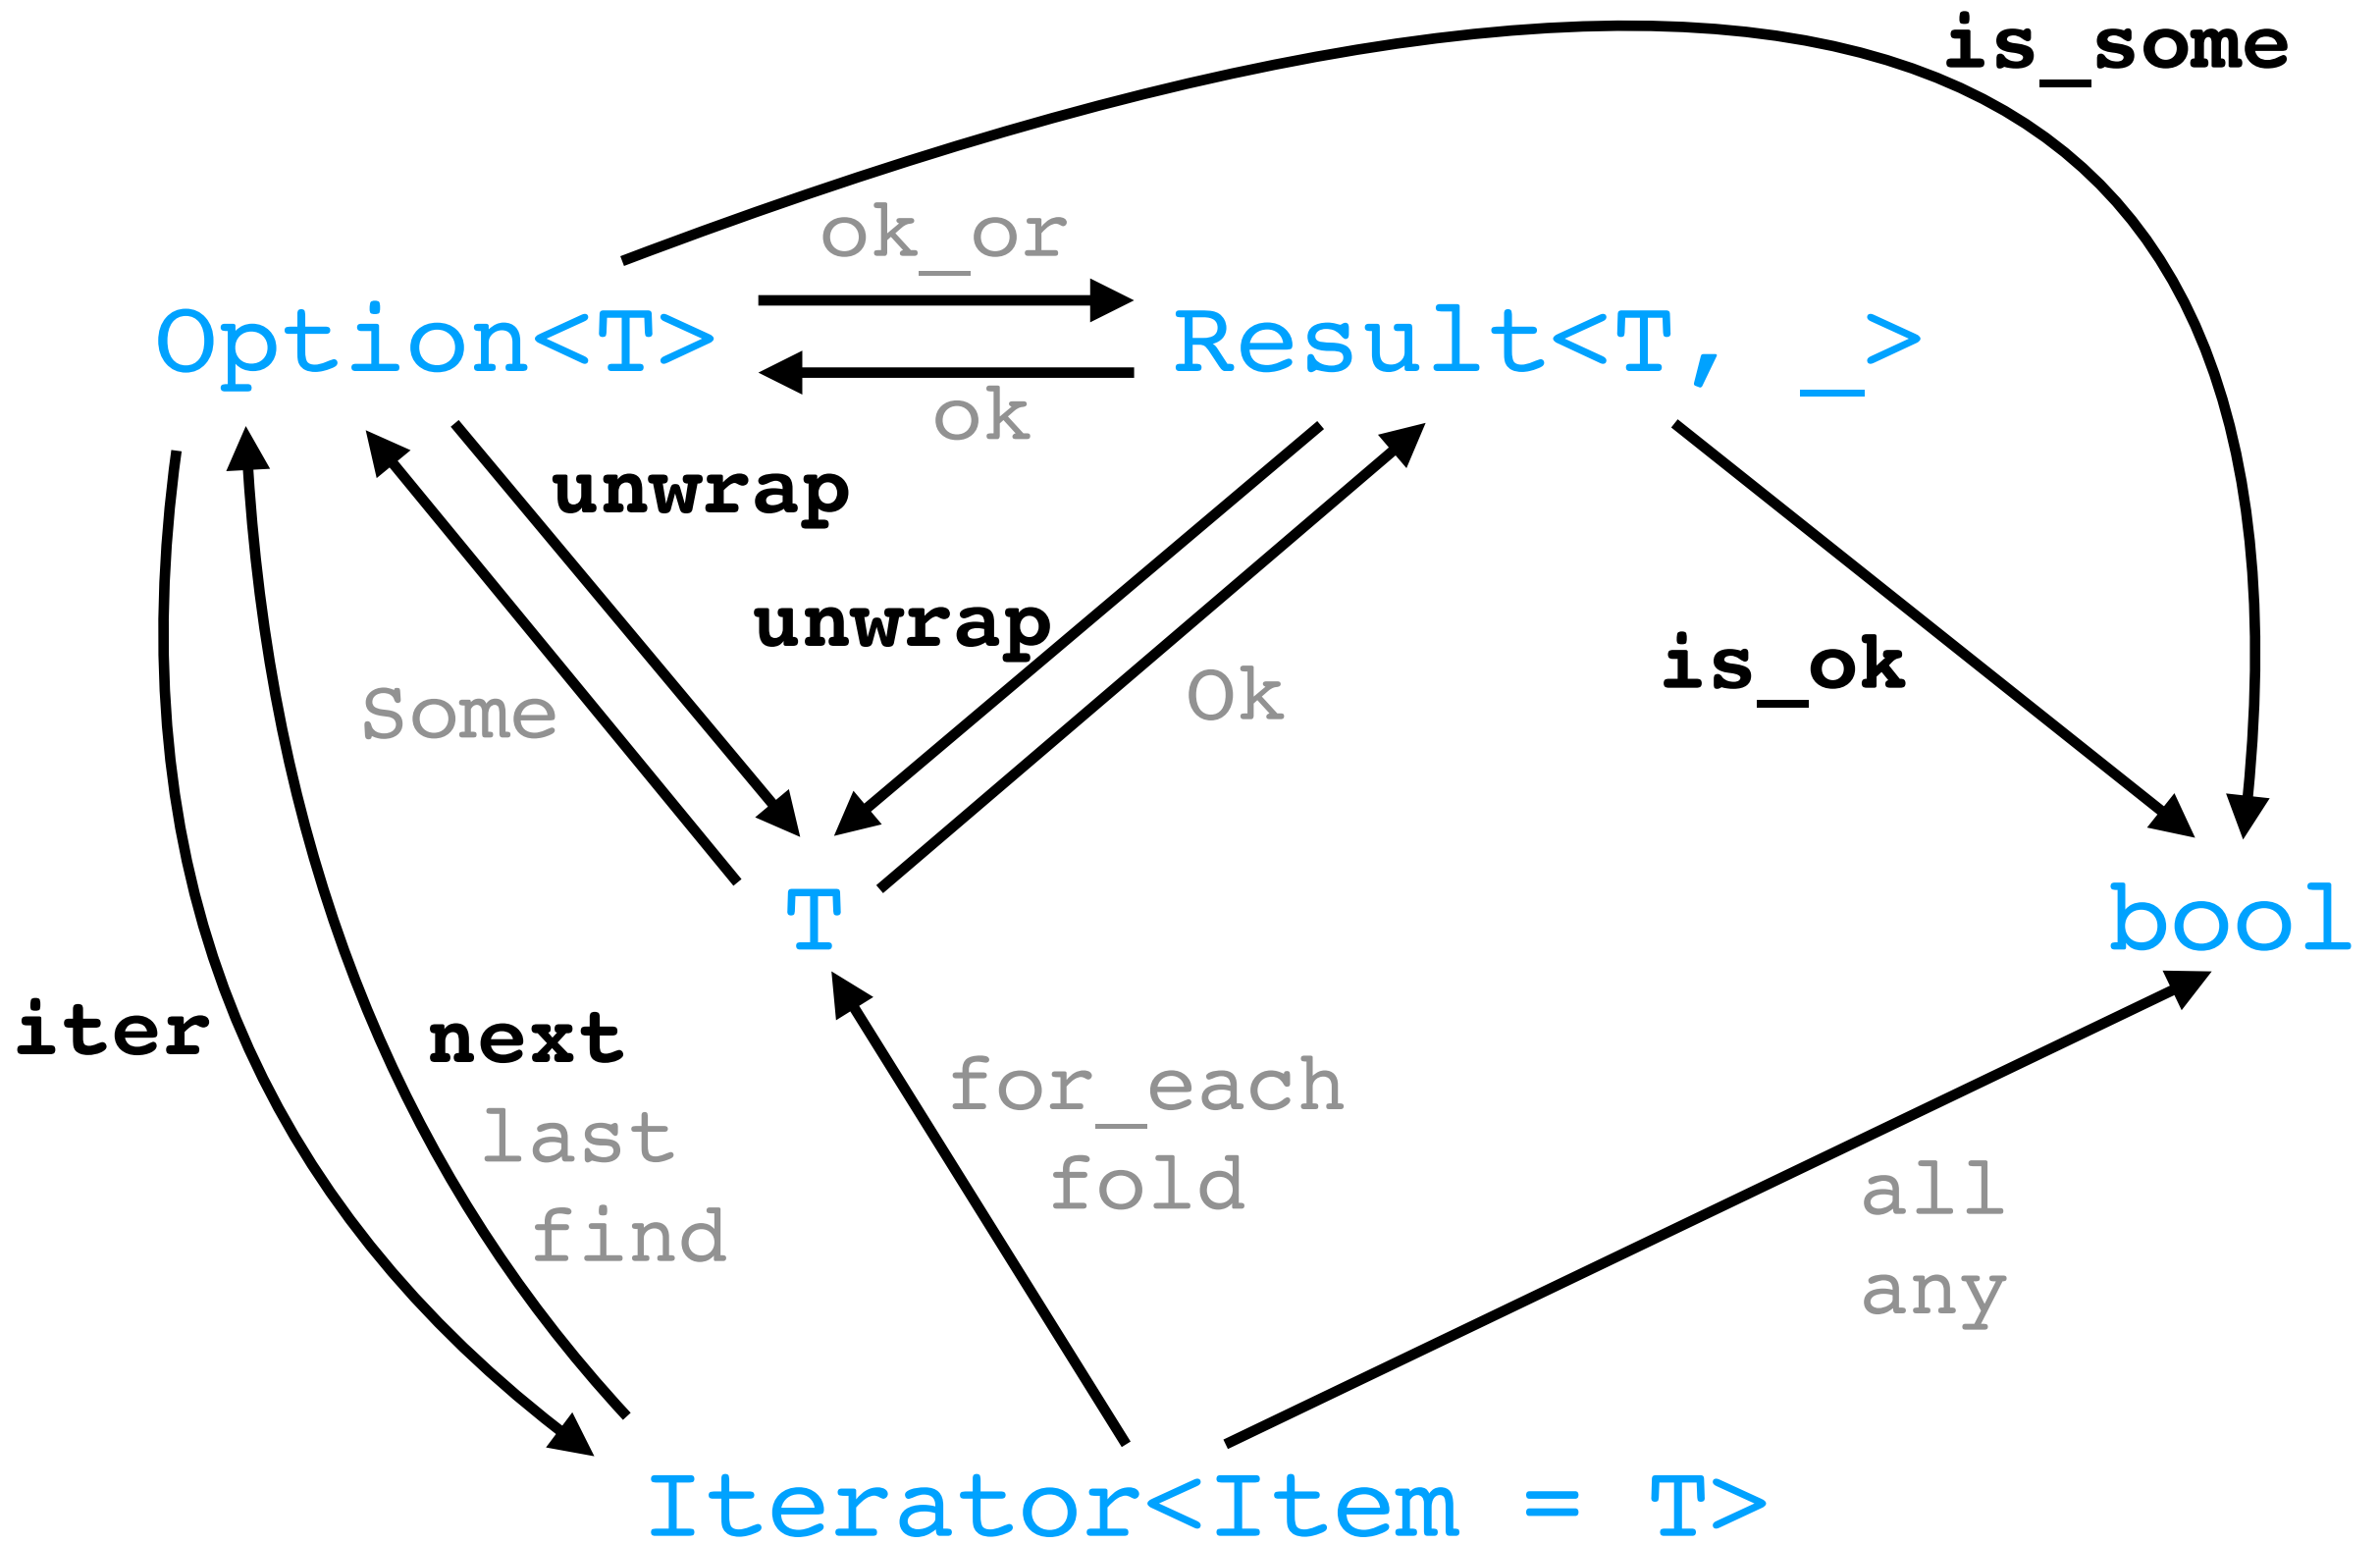 is_some
ok_or
Option<T>
Result<T, _>
ok
unwrap
unwrap
is_ok
Some
Ok
T
bool
iter
next
last
find
for_each
fold
all
any
Iterator<Item = T>